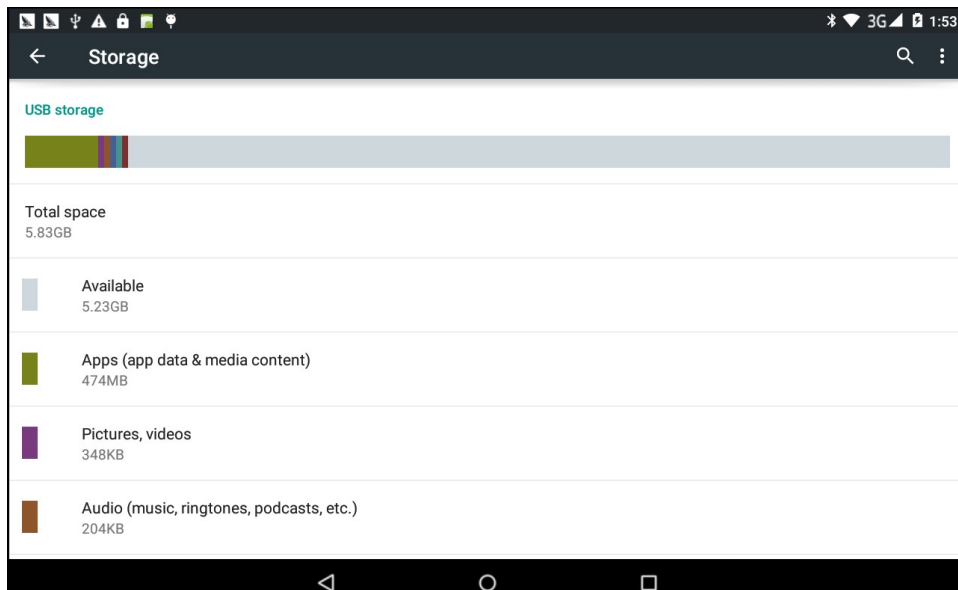 3G 1:53
Storage
USB storage
Total space
5.83GB
Available
5.23GB
Apps (app data & media content)
474MB
Pictures, videos
348KB
Audio (music, ringtones, podcasts, etc.)
204KB